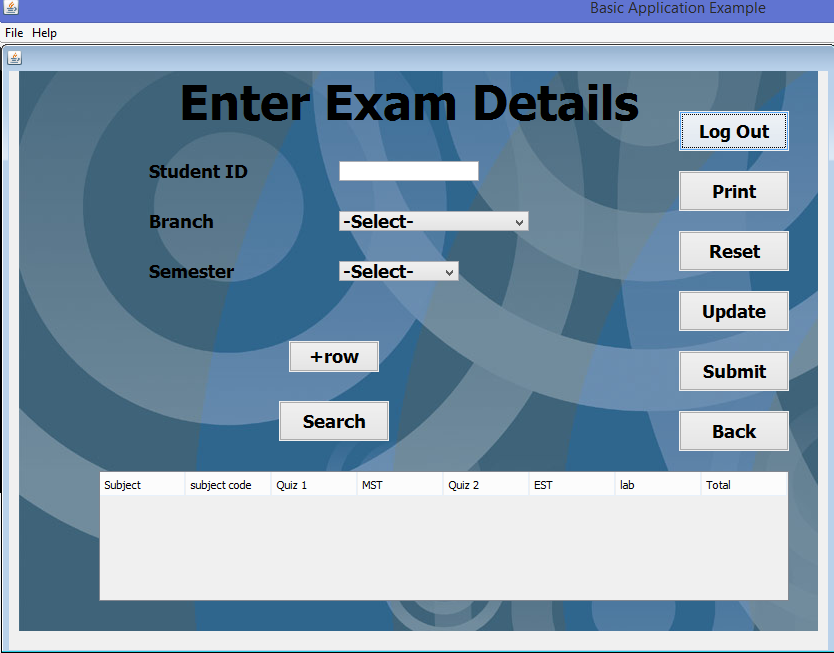 Basic Application Example
File Help
Enter Exam Details
Log Out
Student ID
Print
Branch -Select-
Reset
Semester -Select-
Update
+row
Submit
Search
Back
Subject subject code Quiz 1 MST Quiz 2 EST lab Total